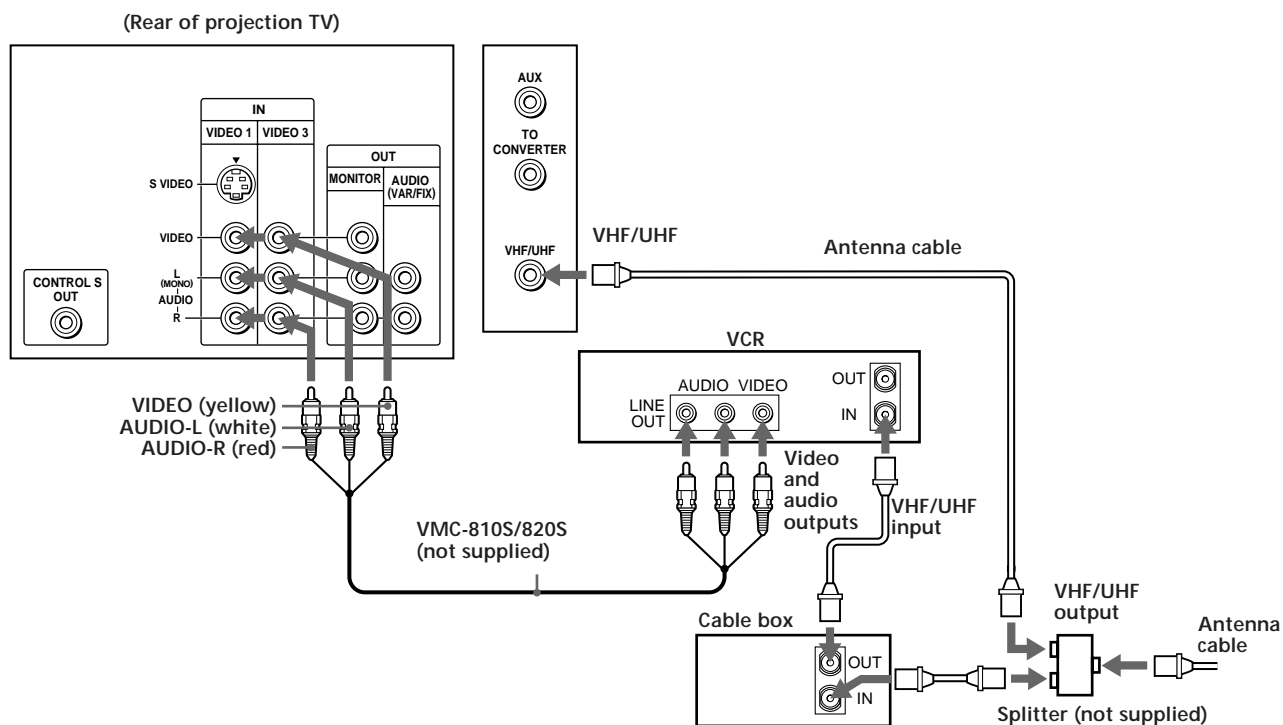 (Rear of projection TV)
IN
VIDEO 1 VIDEO 3
S VIDEO
VIDEO
L
(MONO)
AUDIO
R
OUT
MONITOR
AUDIO
(VAR/FIX)
CONTROL S
OUT
AUX
TO
CONVERTER
VHF/UHF
VHF/UHF
Antenna cable
VCR
AUDIO VIDEO
LINE
OUT
OUT
IN
VIDEO (yellow)
AUDIO-L (white)
AUDIO-R (red)
Video
and
audio
outputs
VHF/UHF
input
VMC-810S/820S
(not supplied)
Cable box
OUT
IN
VHF/UHF
output
Antenna
cable
Splitter (not supplied)